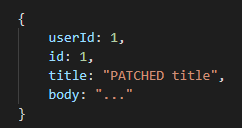 {
    userId: 1,
    id: 1,
    title: "PATCHED title",
    body: "..."
}